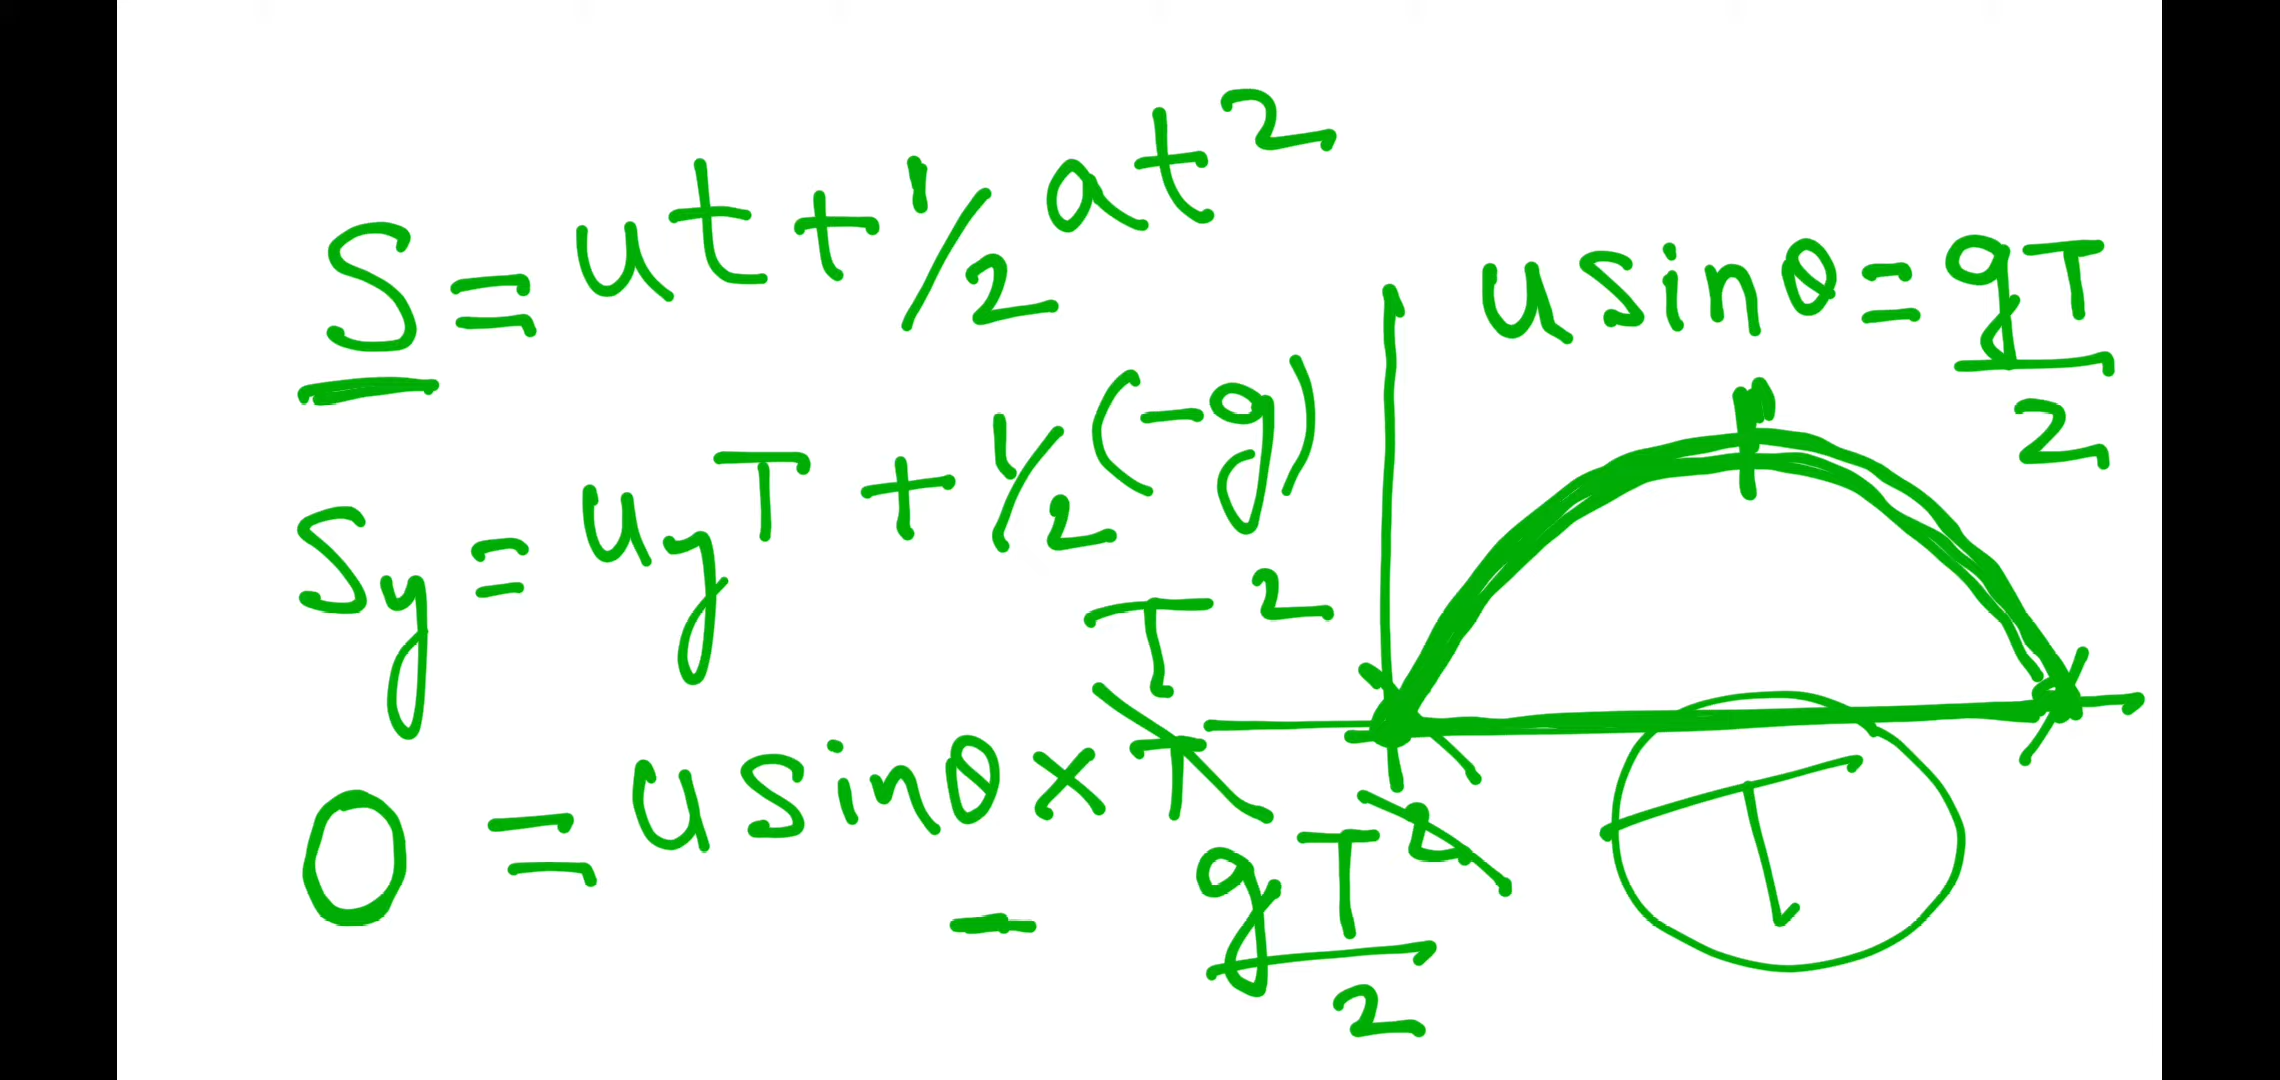 S = ut + 1/2 at²
Sy = uyT + 1/2 (-g) T²
0 = u sinθ × T - gT²/2
u sinθ = gT/2
T